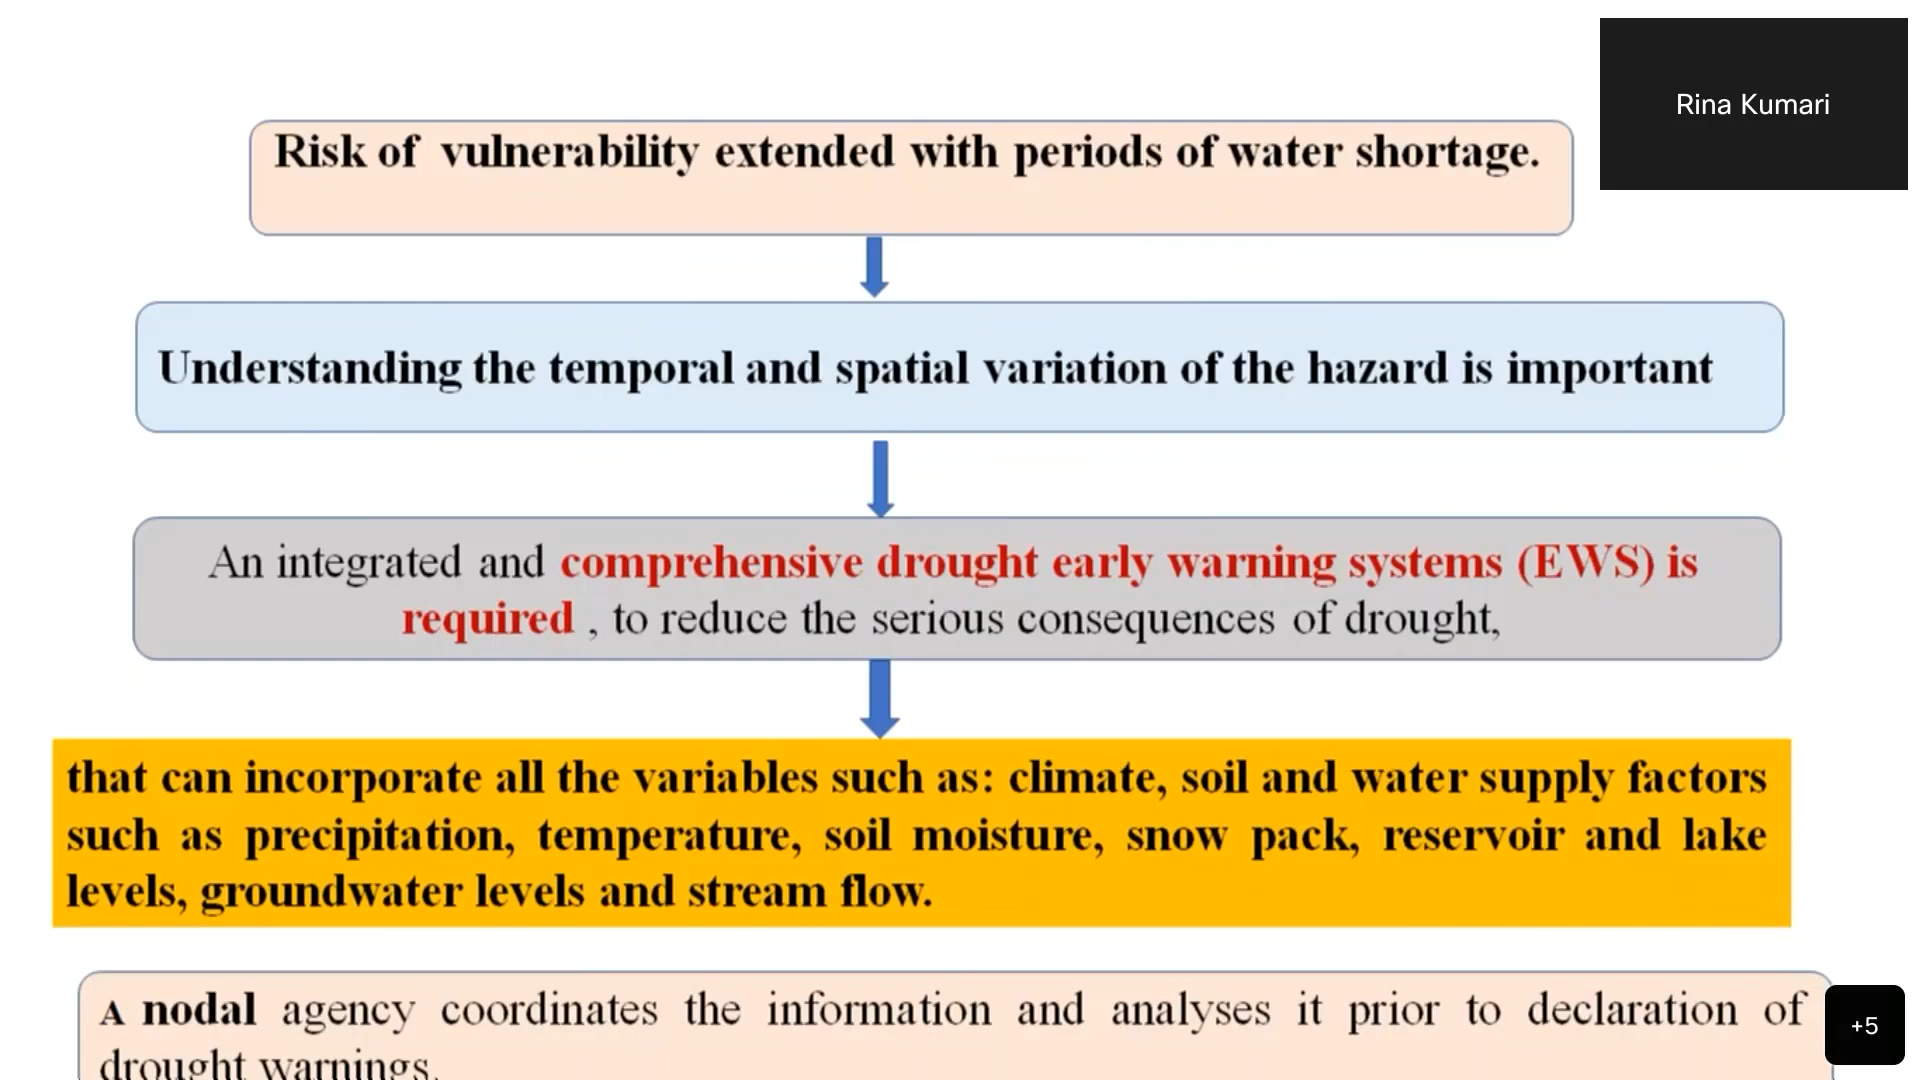 Rina Kumari
Risk of vulnerability extended with periods of water shortage.
Understanding the temporal and spatial variation of the hazard is important
An integrated and comprehensive drought early warning systems (EWS) is
required , to reduce the serious consequences of drought,
that can incorporate all the variables such as: climate, soil and water supply factors
such as precipitation, temperature, soil moisture, snow pack, reservoir and lake
levels, groundwater levels and stream flow.
A nodal agency coordinates the information and analyses it prior to declaration of
drought warnings.
+5